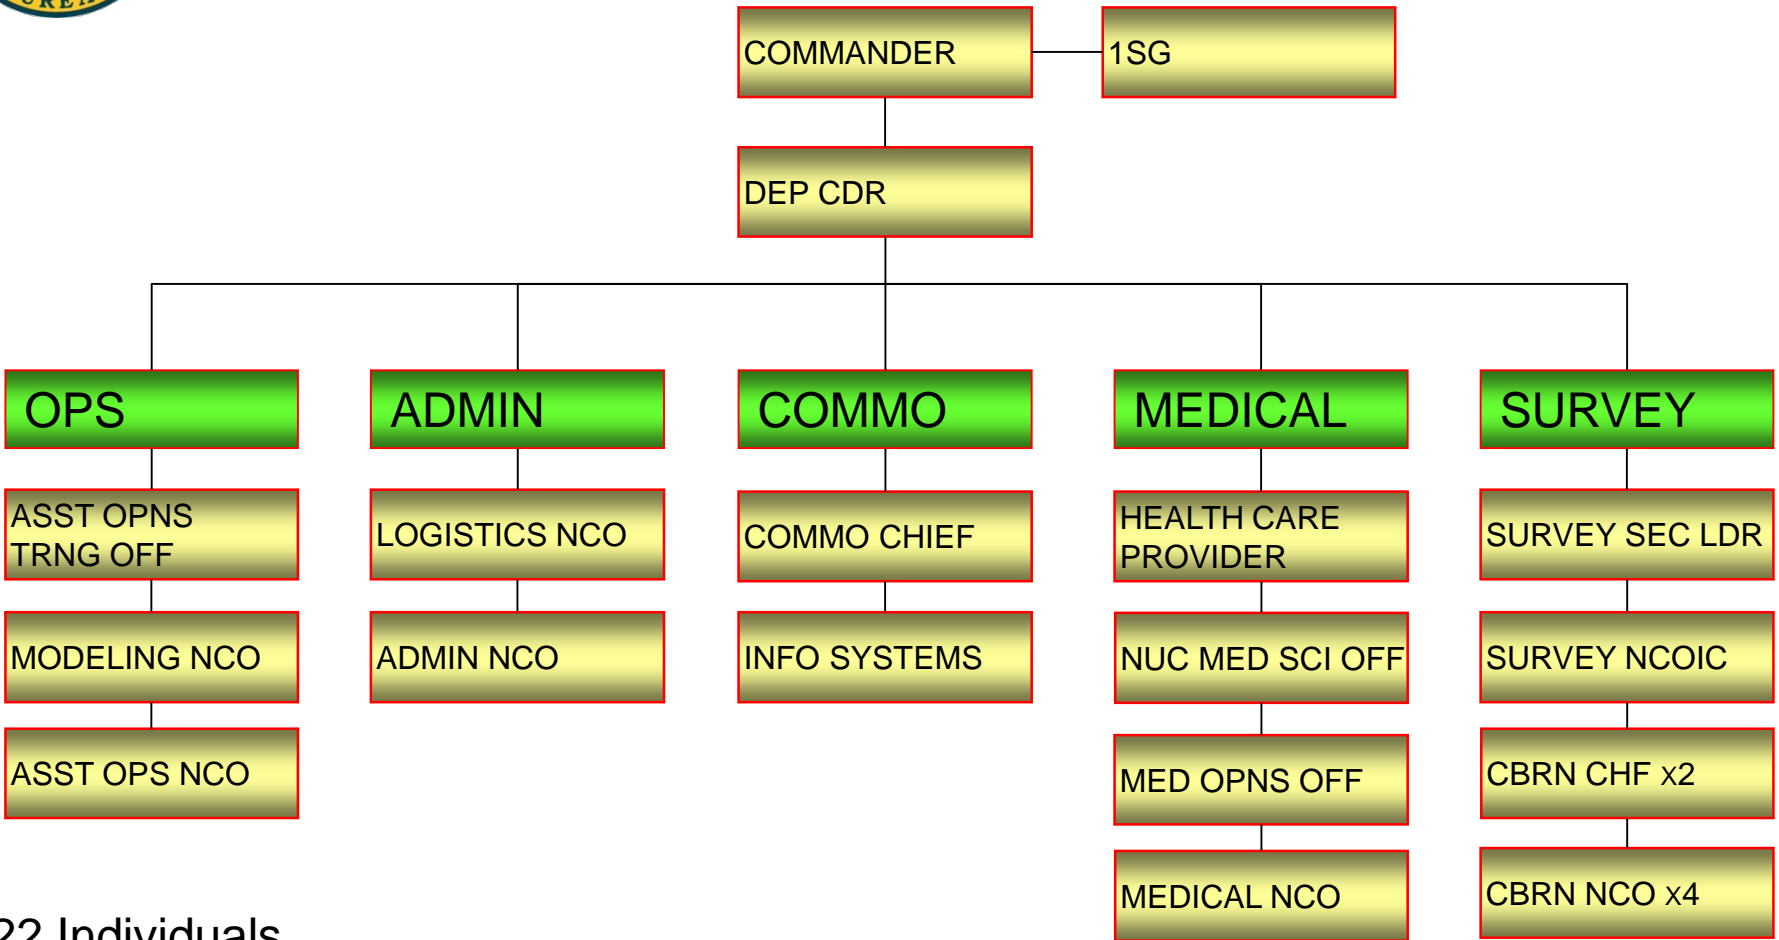 COMMANDER
1SG
DEP CDR
OPS
ADMIN
COMMO
MEDICAL
SURVEY
ASST OPNS
TRNG OFF
LOGISTICS NCO
COMMO CHIEF
HEALTH CARE
PROVIDER
SURVEY SEC LDR
MODELING NCO
ADMIN NCO
INFO SYSTEMS
NUC MED SCI OFF
SURVEY NCOIC
ASST OPS NCO
MED OPNS OFF
CBRN CHF x2
MEDICAL NCO
CBRN NCO x4
22 Individuals